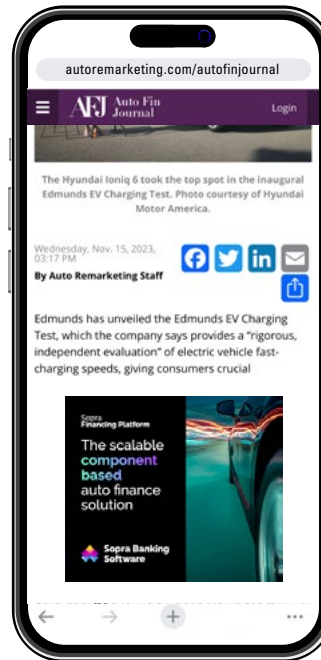 autoremarketing.com/autofinjournal
AFJ Auto Fin
Journal
Login
The Hyundai Ioniq 6 took the top spot in the inaugural
Edmunds EV Charging Test. Photo courtesy of Hyundai
Motor America.
Wednesday, Nov. 15, 2023,
03:17 PM
By Auto Remarketing Staff
Edmunds has unveiled the Edmunds EV Charging
Test, which the company says provides a “rigorous,
independent evaluation” of electric vehicle fast-
charging speeds, giving consumers crucial
Sopra
Financing Platform
The scalable
component
based
auto finance
solution
Sopra Banking
Software